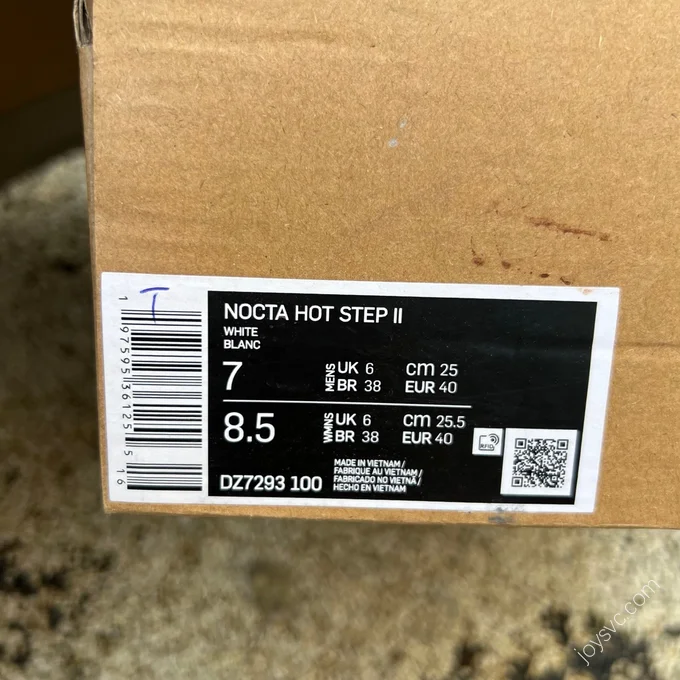 T
1 97595 36125 5 16
NOCTA HOT STEP II
WHITE
BLANC
7 MENS UK 6 cm 25
BR 38 EUR 40
8.5 WMNS UK 6 cm 25.5
BR 38 EUR 40
RFID
DZ7293 100
MADE IN VIETNAM /
FABRIQUE AU VIETNAM /
FABRICADO NO VIETNÃ /
HECHO EN VIETNAM
joysvc.com